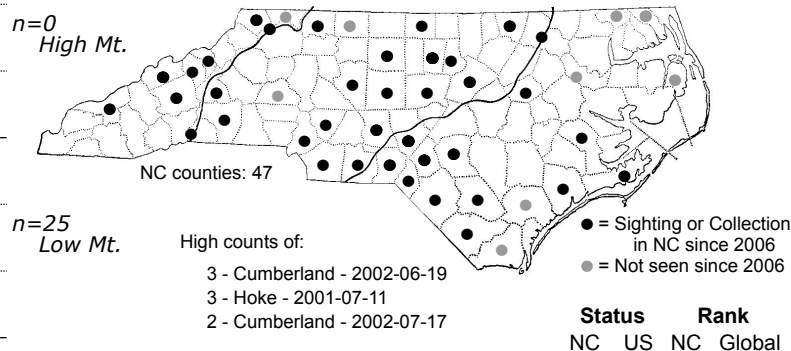 n=0
High Mt.
NC counties: 47
n=25
Low Mt.
High counts of:
3 - Cumberland - 2002-06-19
3 - Hoke - 2001-07-11
2 - Cumberland - 2002-07-17
= Sighting or Collection
in NC since 2006
= Not seen since 2006
Status Rank
NC US NC Global